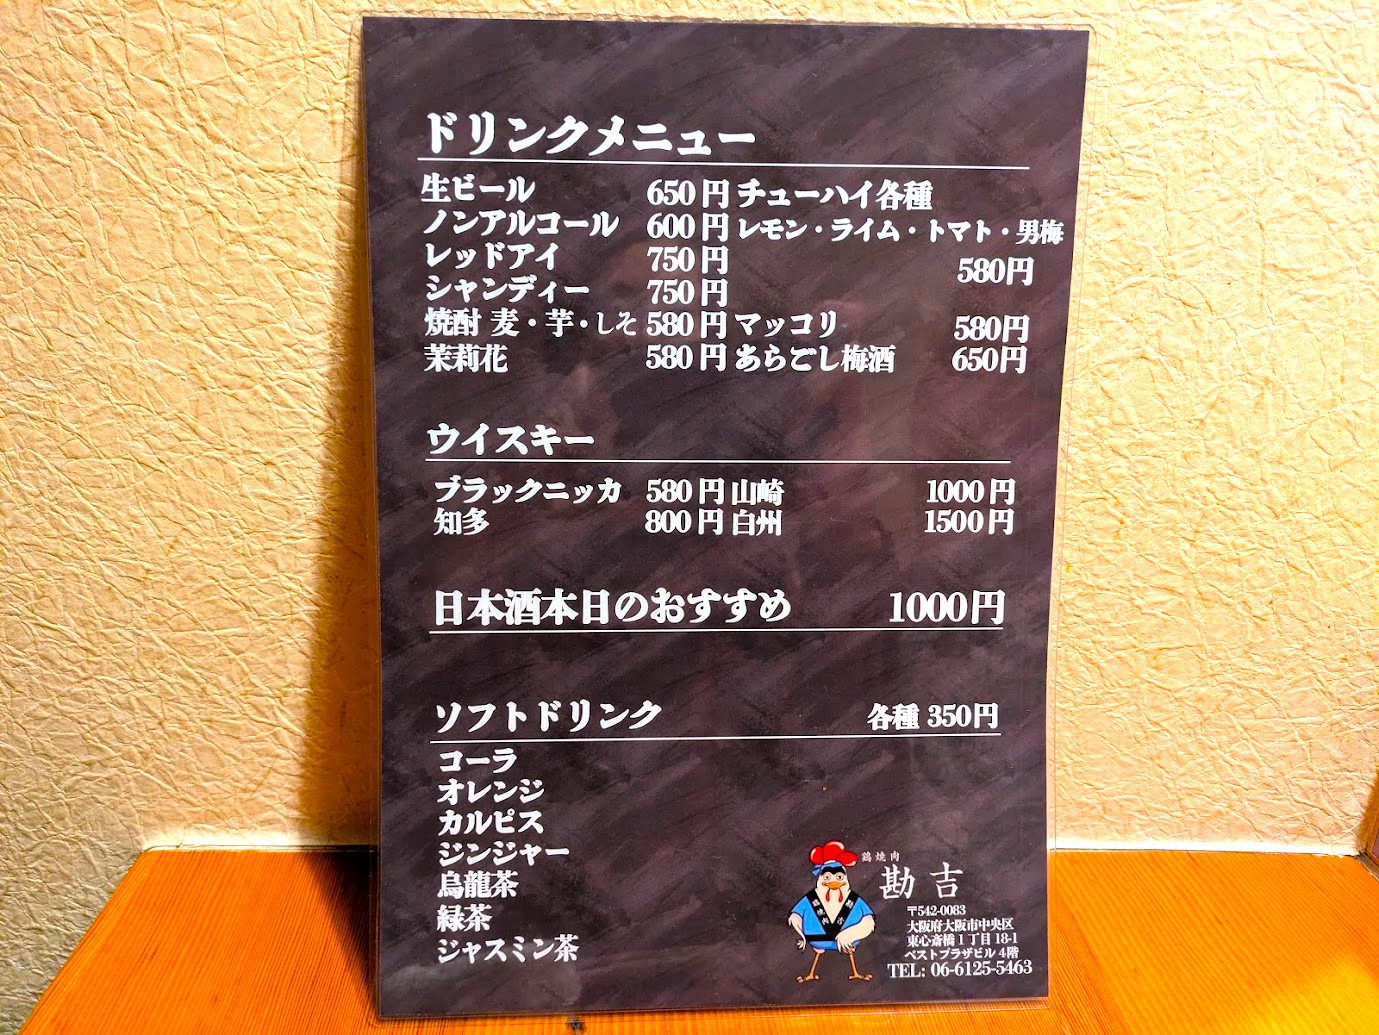 ドリンクメニュー
生ビール 650円 チューハイ各種
ノンアルコール 600円 レモン・ライム・トマト・男梅
レッドアイ 750円 580円
シャンディー 750円
焼酎 麦・芋・しそ 580円 マッコリ 580円
茉莉花 580円 あらごし梅酒 650円
ウイスキー
ブラックニッカ 580円 山崎 1000円
知多 800円 白州 1500円
日本酒本日のおすすめ 1000円
ソフトドリンク 各種 350円
コーラ
オレンジ
カルピス
ジンジャー
烏龍茶
緑茶
ジャスミン茶
鶏焼肉
勘吉
〒542-0083
大阪府大阪市中央区
東心斎橋1丁目18-1
ベストプラザビル4階
TEL: 06-6125-5463